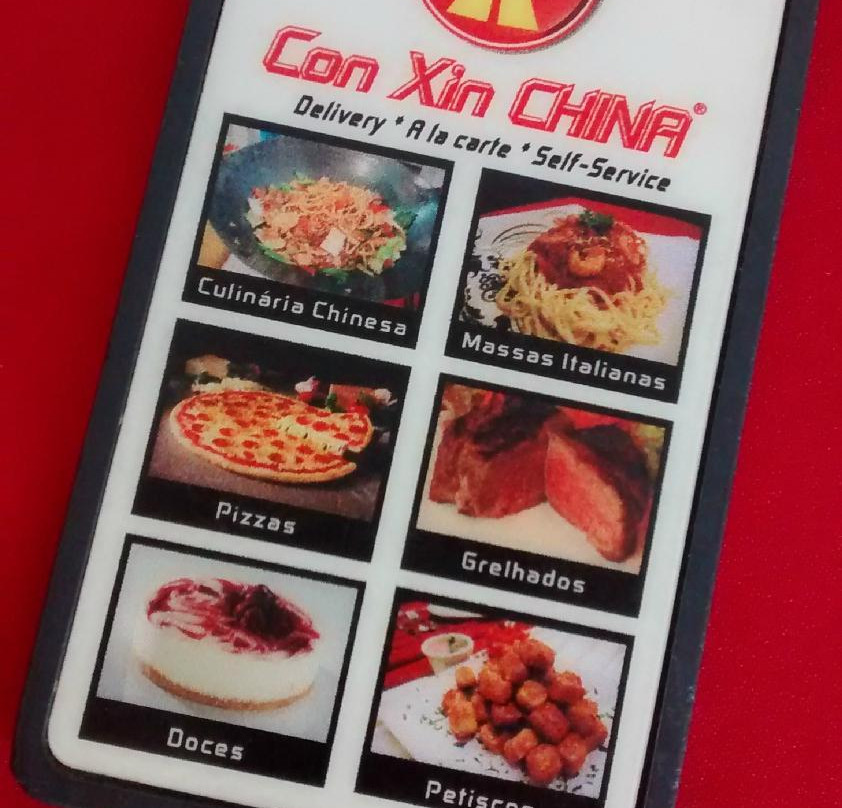 Con Xin CHINA®
Delivery * A la carte * Self-Service
Culinária Chinesa
Massas Italianas
Pizzas
Grelhados
Doces